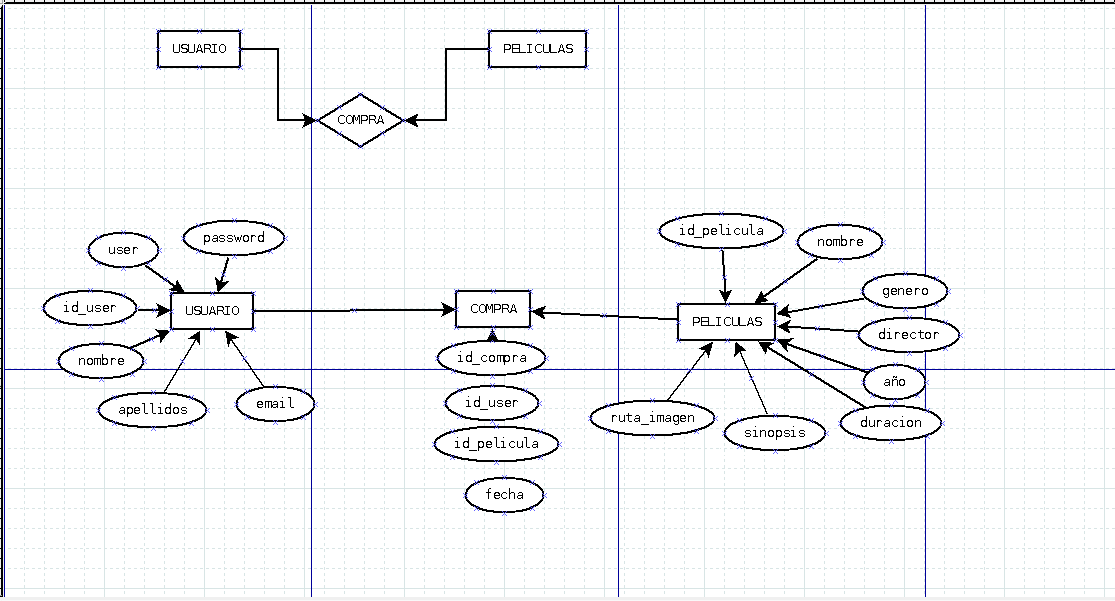 USUARIO
PELICULAS
COMPRA
user
password
id_user
nombre
apellidos
email
USUARIO
COMPRA
id_compra
id_user
id_pelicula
fecha
id_pelicula
nombre
genero
director
año
duracion
sinopsis
ruta_imagen
PELICULAS